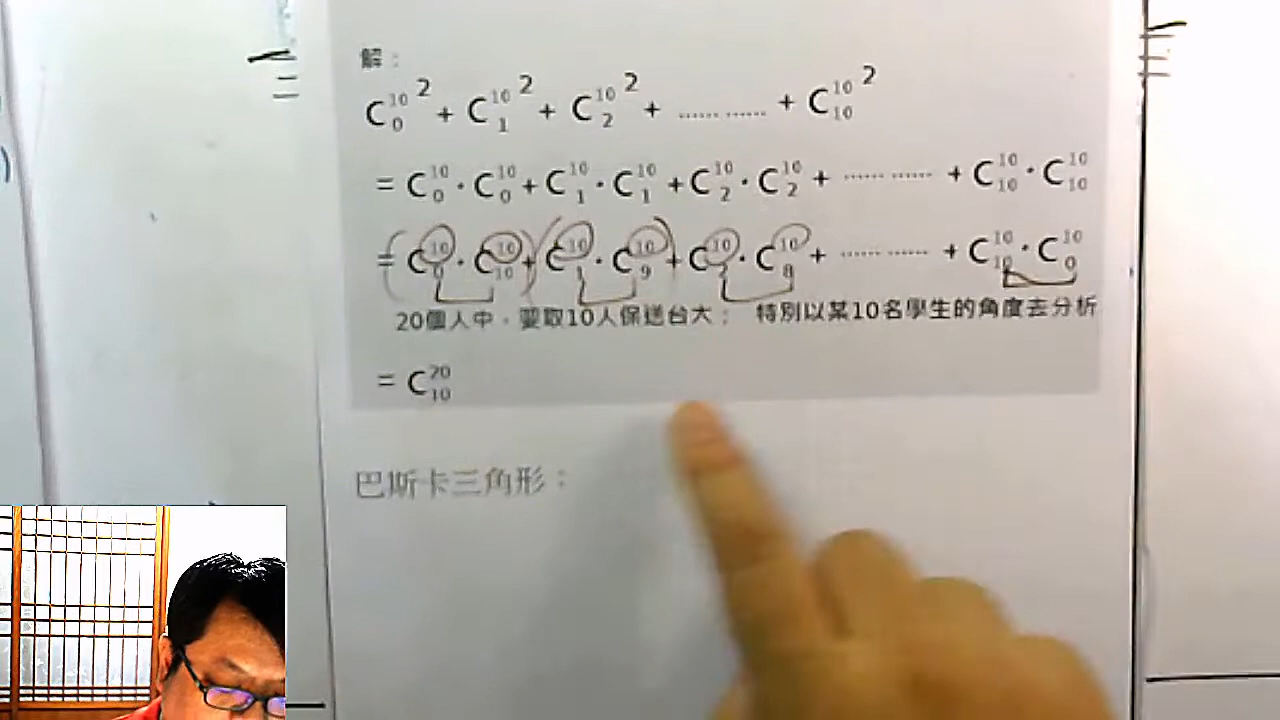 解：
C₀¹⁰² + C₁¹⁰² + C₂¹⁰² + ............ + C₁₀¹⁰²
= C₀¹⁰ · C₀¹⁰ + C₁¹⁰ · C₁¹⁰ + C₂¹⁰ · C₂¹⁰ + ............ + C₁₀¹⁰ · C₁₀¹⁰
= C₀¹⁰ · C₁₀¹⁰ + C₁¹⁰ · C₉¹⁰ + C₂¹⁰ · C₈¹⁰ + ............ + C₁₀¹⁰ · C₀¹⁰
20個人中，要取10人保送台大； 特別以某10名學生的角度去分析
= C₁₀²⁰
巴斯卡三角形：